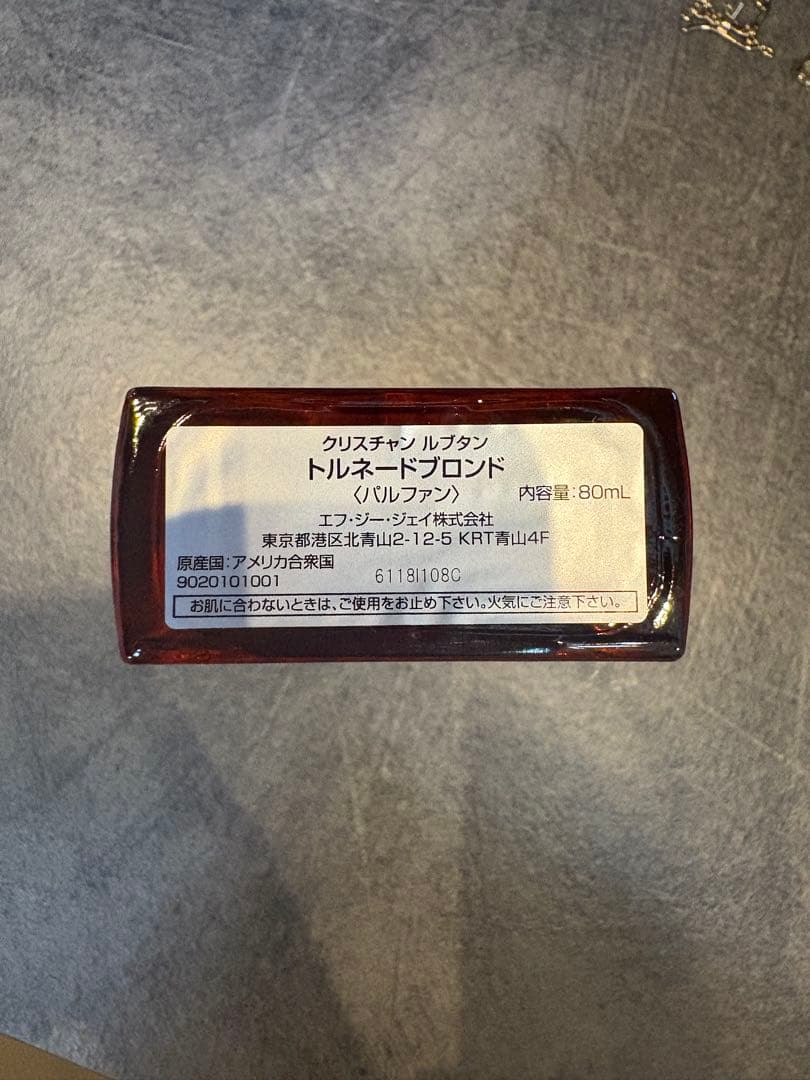 クリスチャン ルブタン
トルネードブロンド
〈パルファン〉 内容量:80mL
エフ・ジー・ジェイ株式会社
東京都港区北青山2-12-5 KRT青山4F
原産国:アメリカ合衆国
9020101001 6118I108C
お肌に合わないときは、ご使用をお止め下さい。火気にご注意下さい。